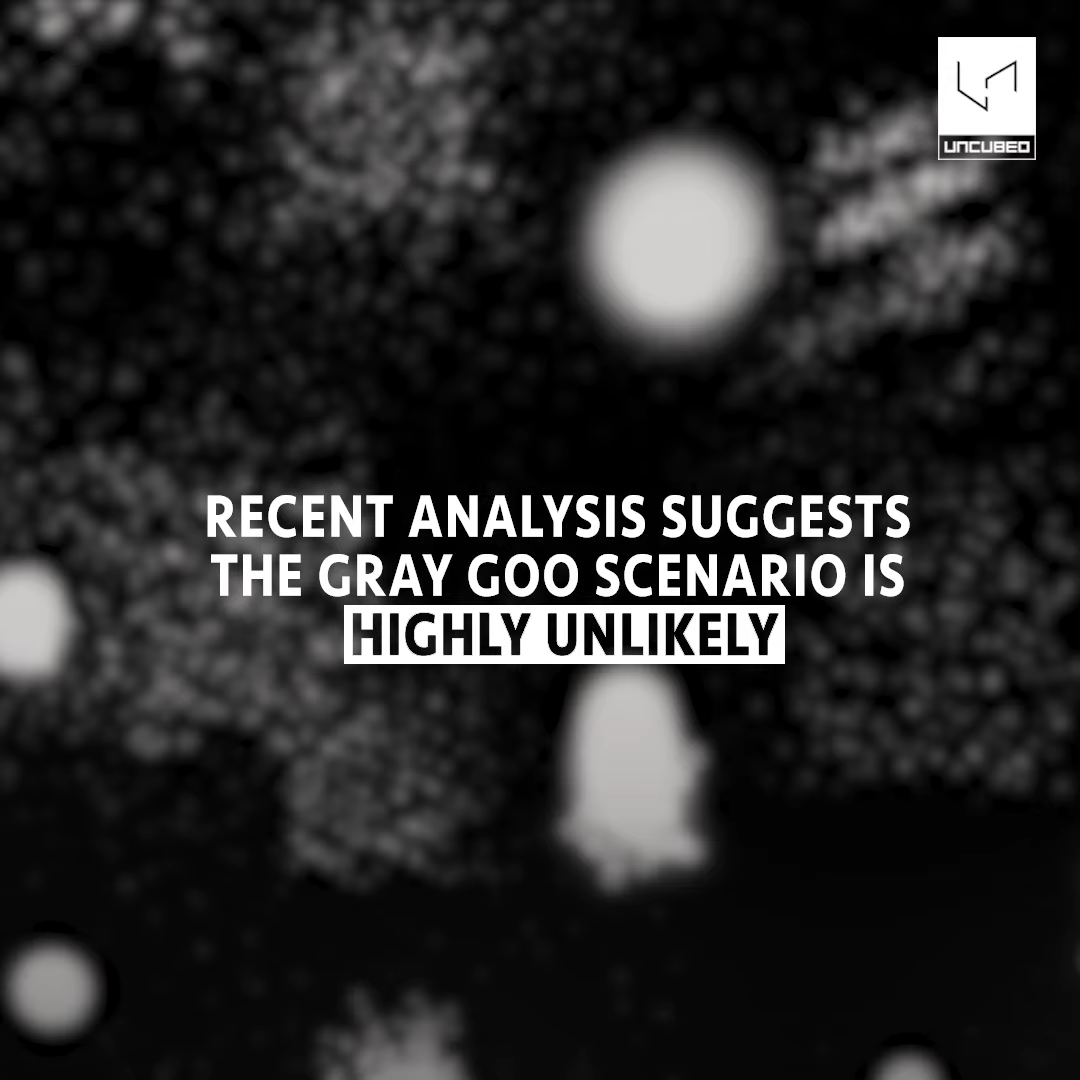 UNCUBED
RECENT ANALYSIS SUGGESTS
THE GRAY GOO SCENARIO IS
HIGHLY UNLIKELY